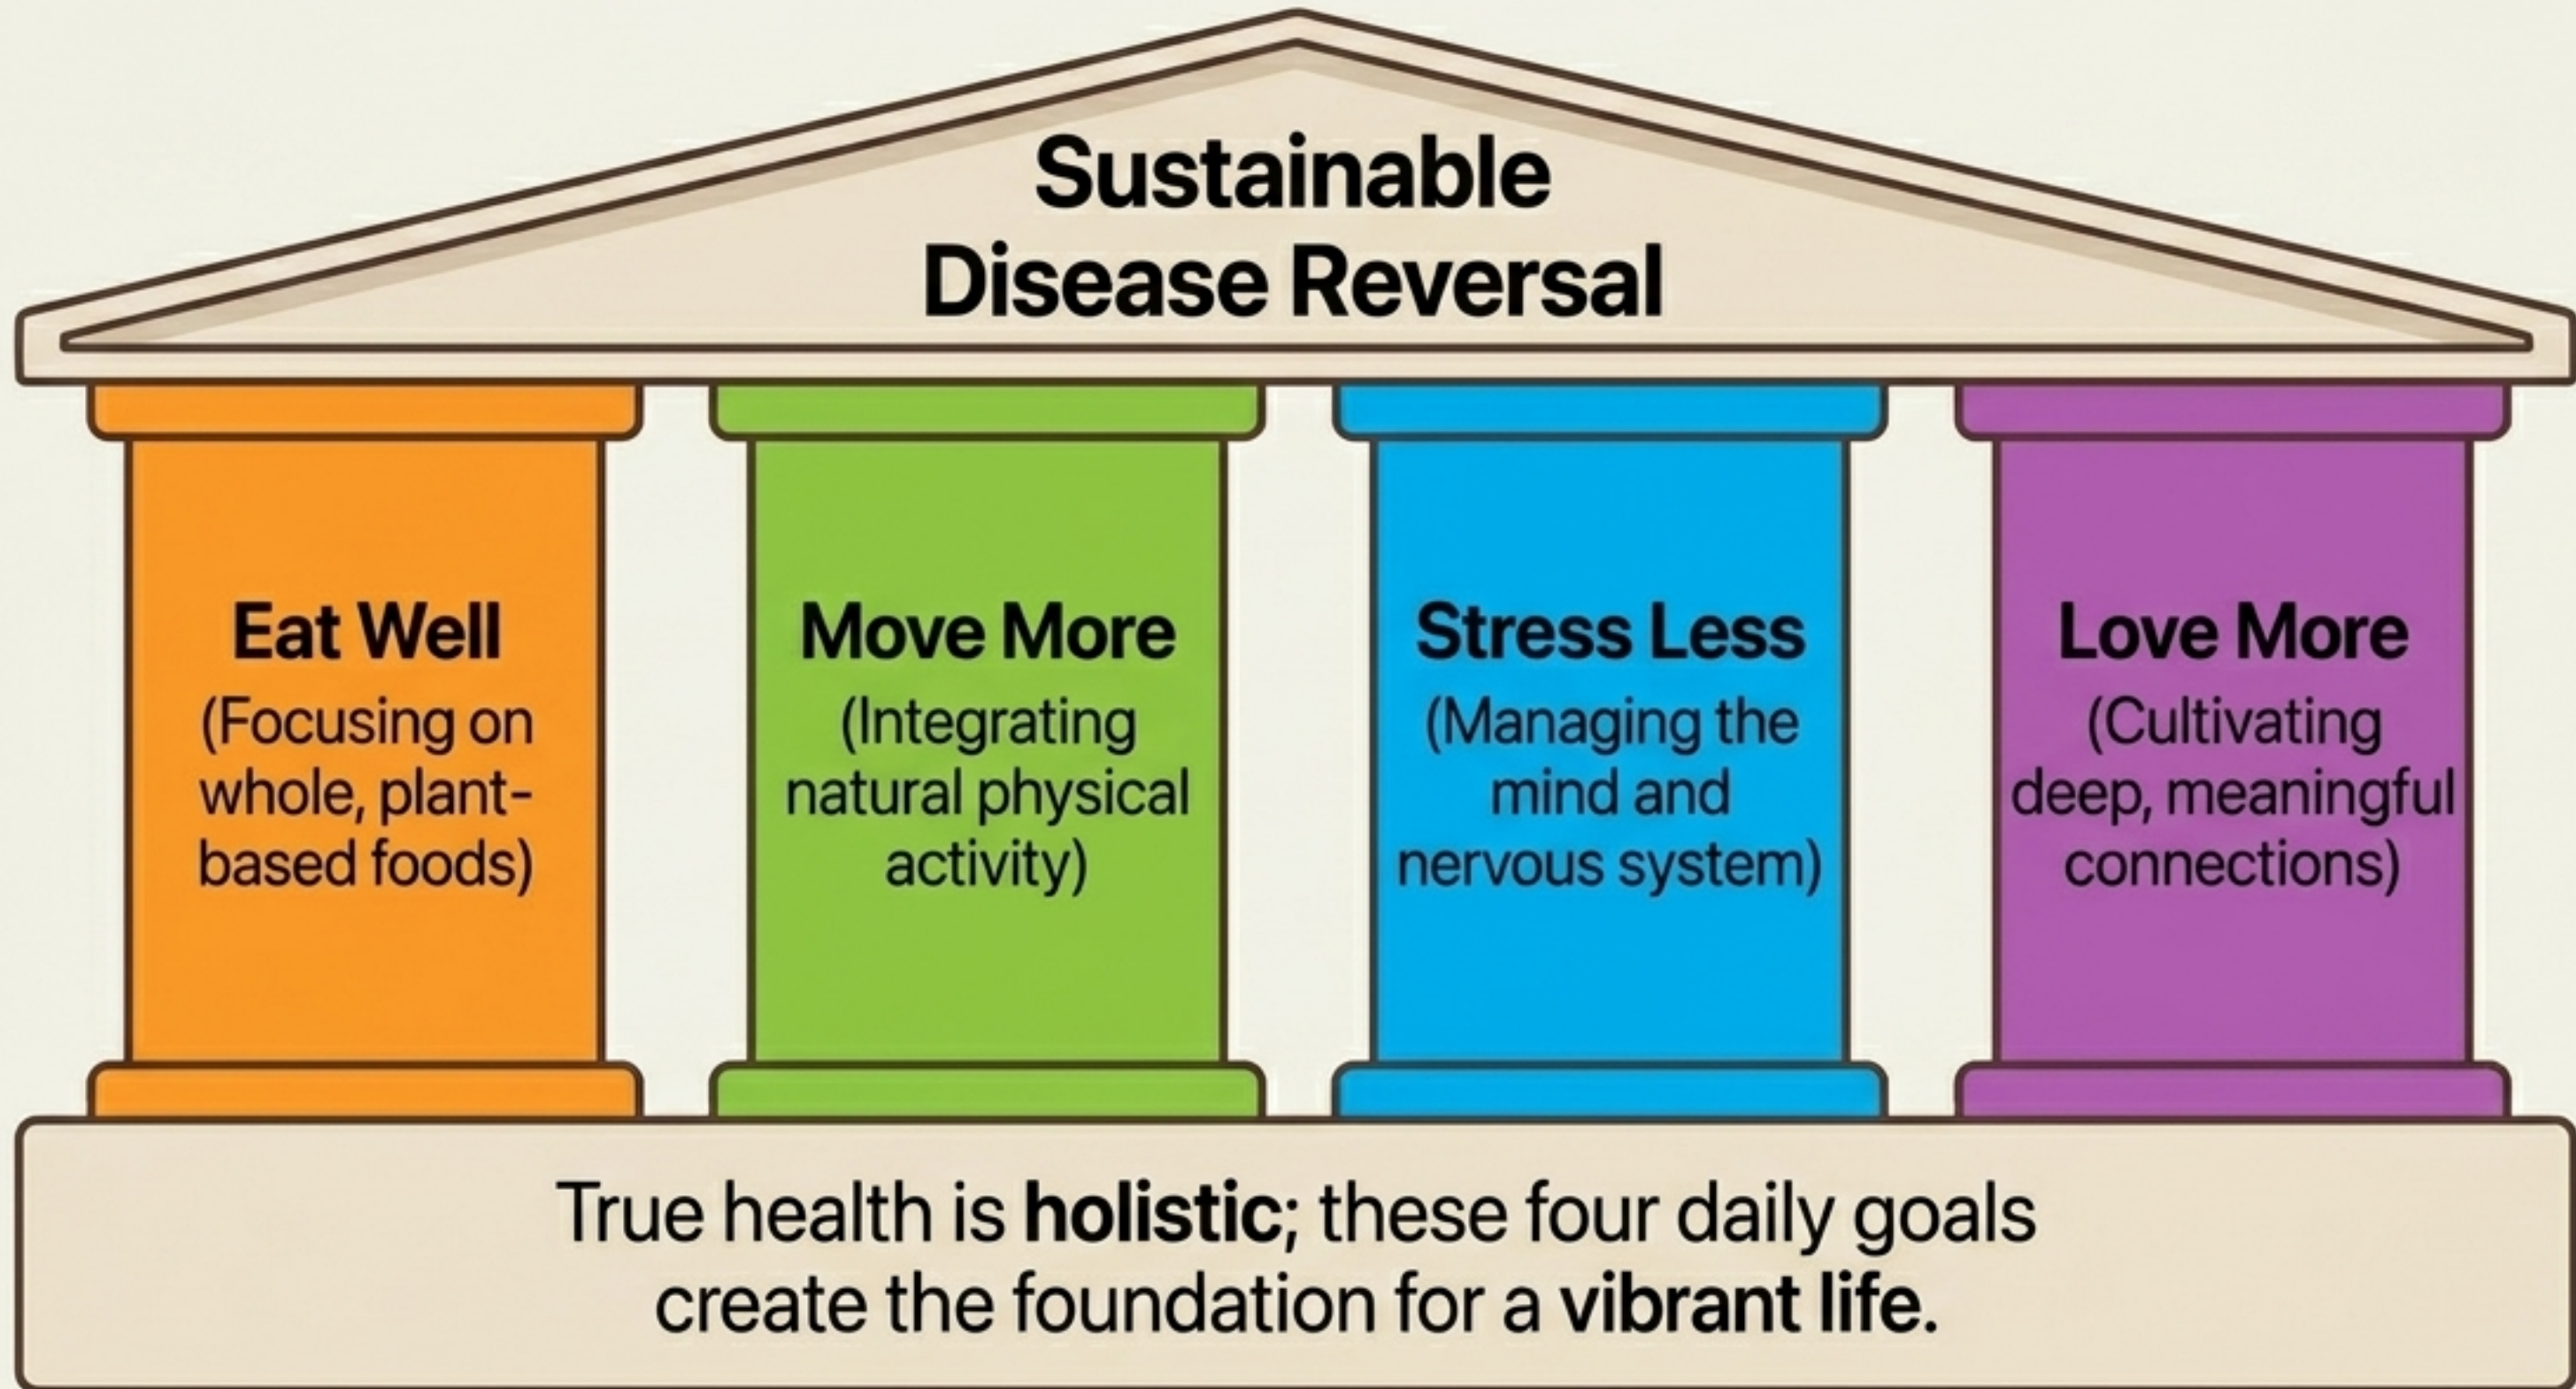 Sustainable
Disease Reversal
Eat Well
(Focusing on
whole, plant-
based foods)
Move More
(Integrating
natural physical
activity)
Stress Less
(Managing the
mind and
nervous system)
Love More
(Cultivating
deep, meaningful
connections)
True health is holistic; these four daily goals
create the foundation for a vibrant life.